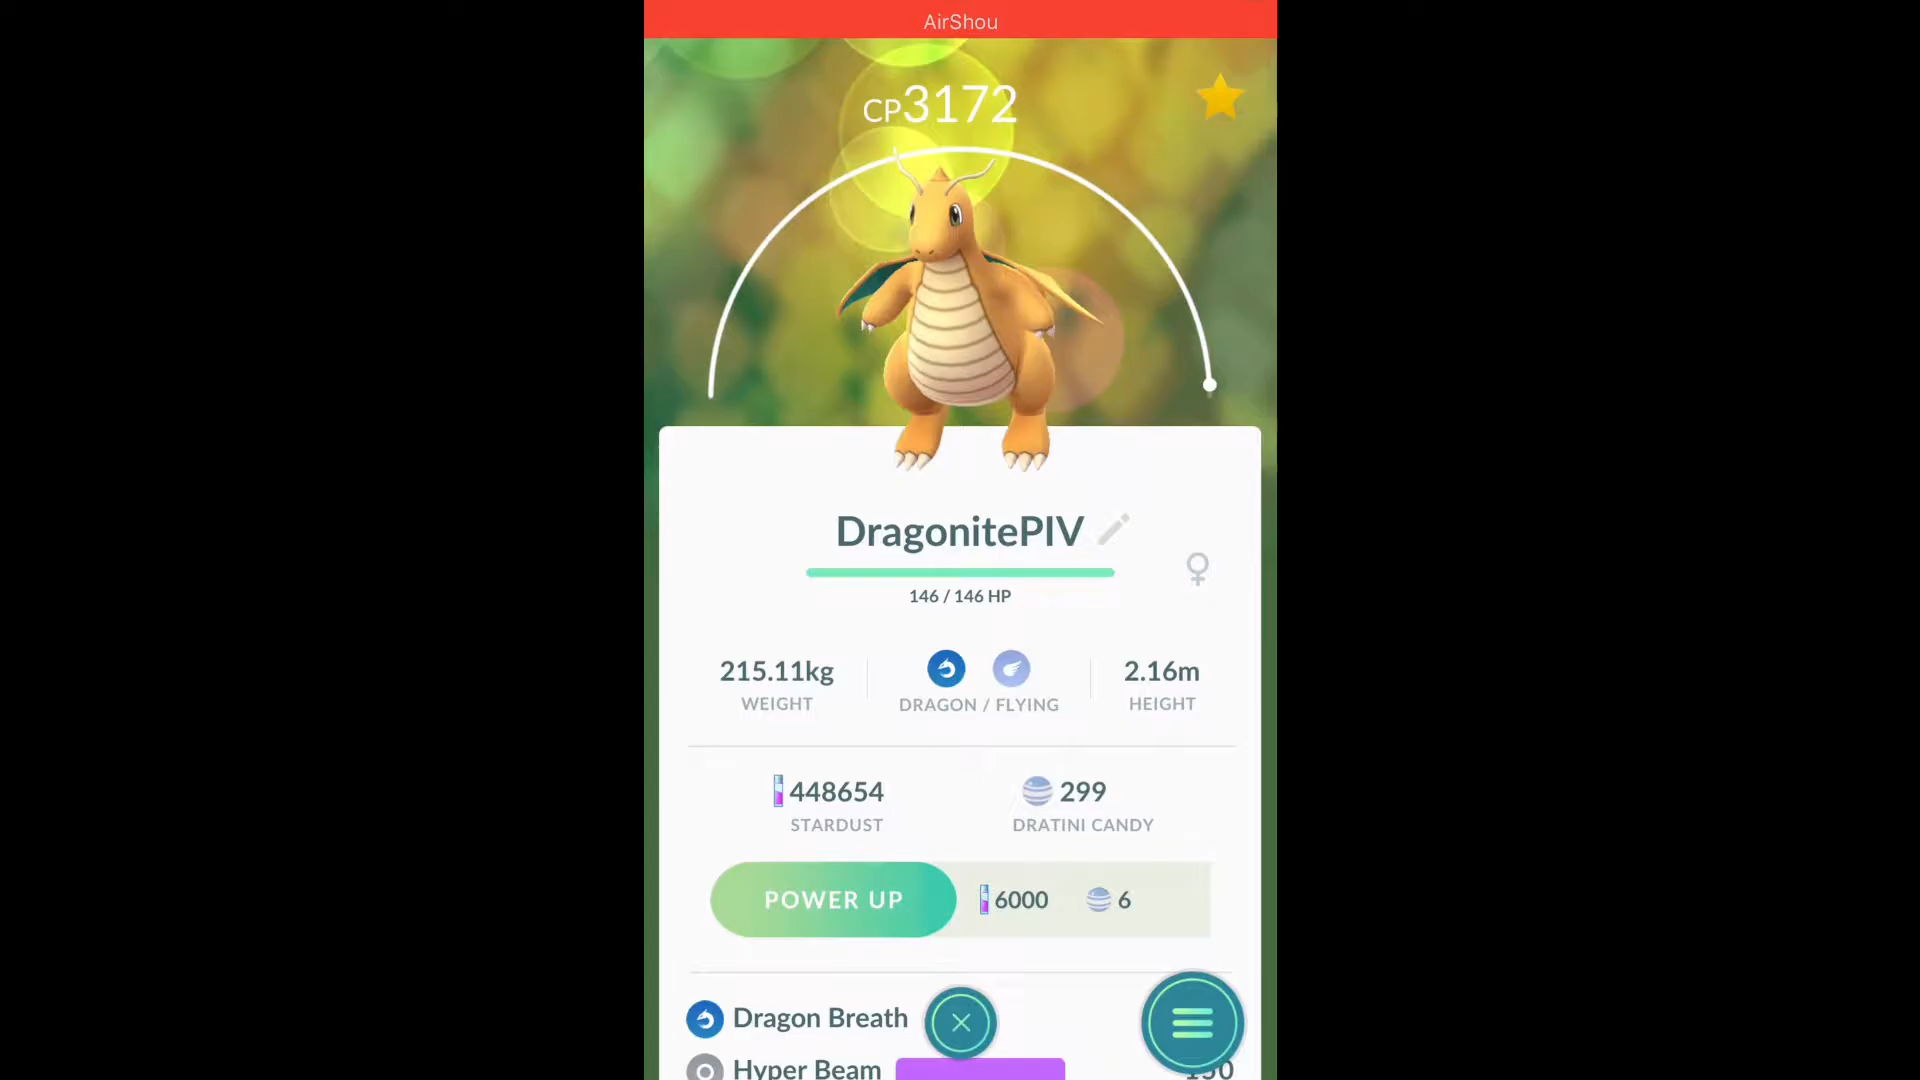 AirShou
CP3172
DragonitePIV
146 / 146 HP
215.11kg
WEIGHT
DRAGON / FLYING
2.16m
HEIGHT
448654
STARDUST
299
DRATINI CANDY
POWER UP
6000
6
Dragon Breath
Hyper Beam
150